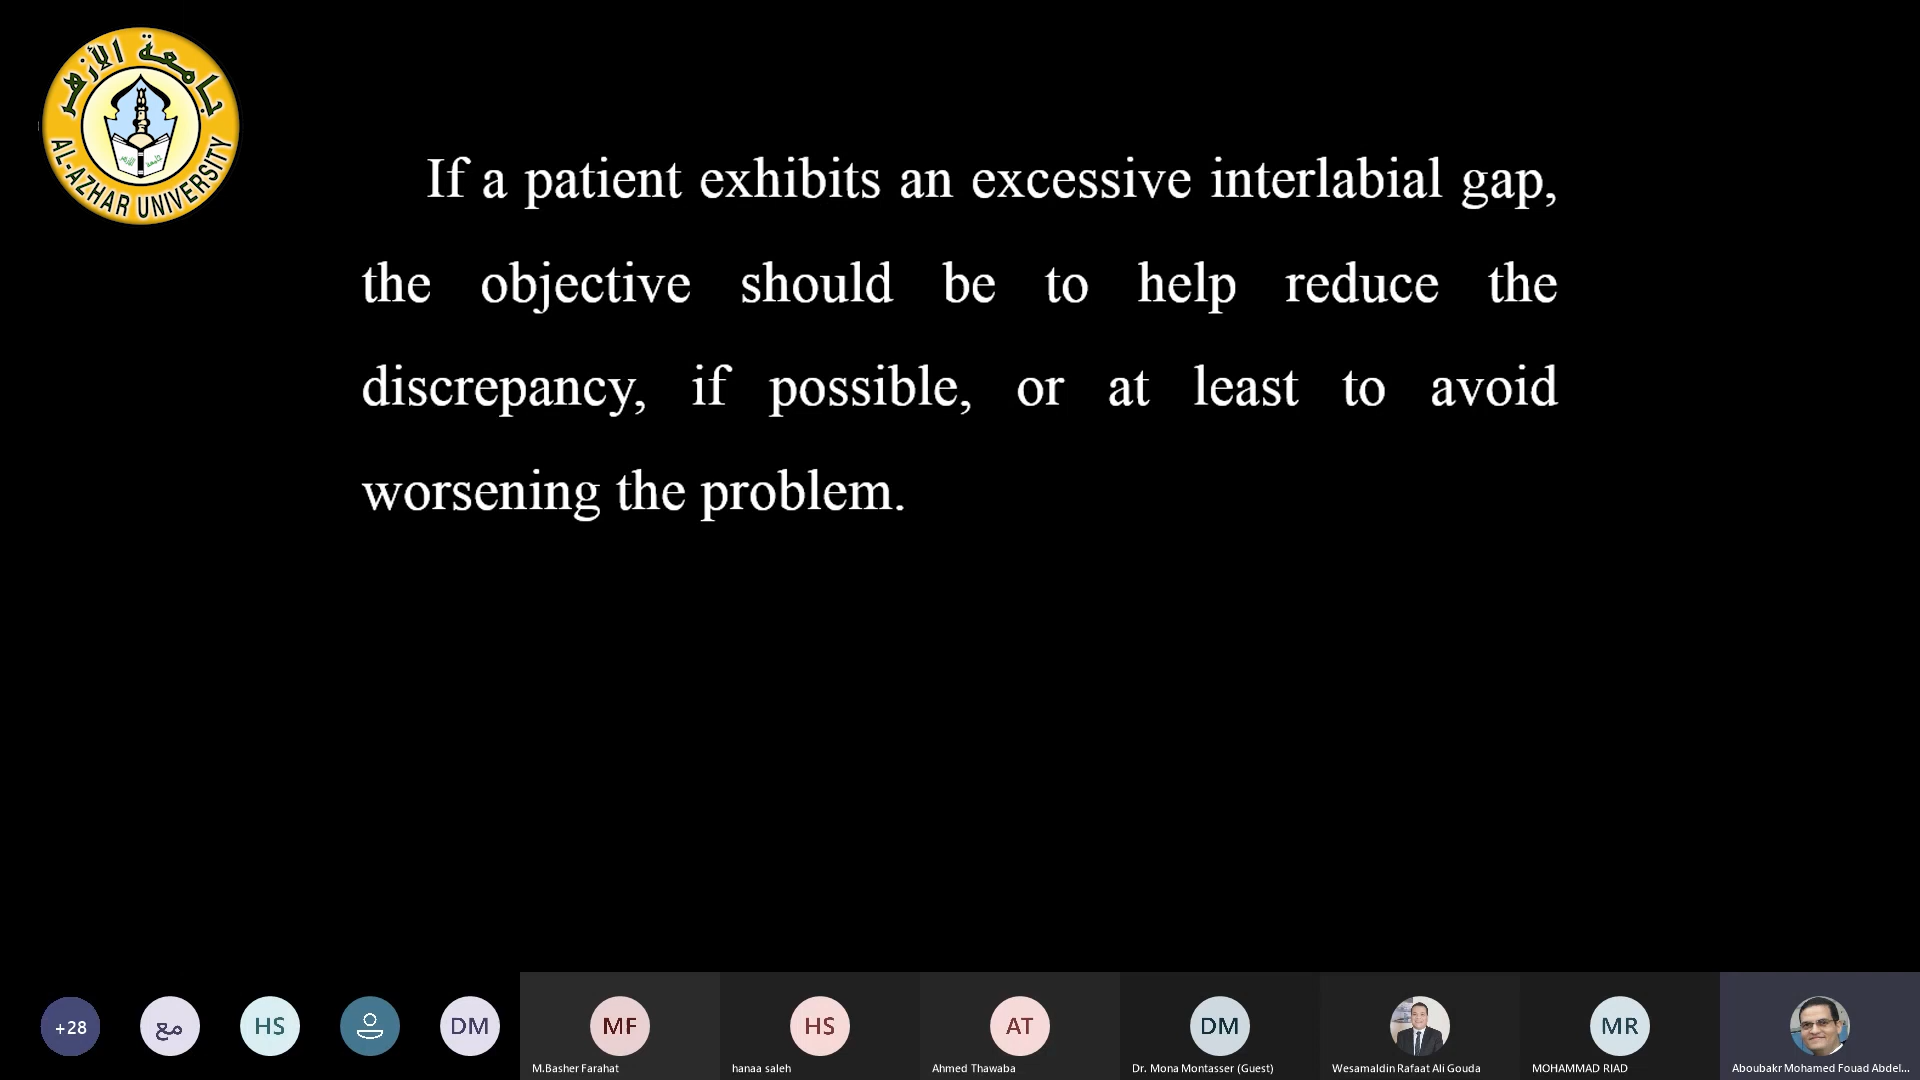 جامعة الأزهر
AL-AZHAR UNIVERSITY
If a patient exhibits an excessive interlabial gap,
the objective should be to help reduce the
discrepancy, if possible, or at least to avoid
worsening the problem.
+28
مع
HS
DM
MF
HS
AT
DM
MR
M.Basher Farahat
hanaa saleh
Ahmed Thawaba
Dr. Mona Montasser (Guest)
Wesamaldin Rafaat Ali Gouda
MOHAMMAD RIAD
Aboubakr Mohamed Fouad Abdel...